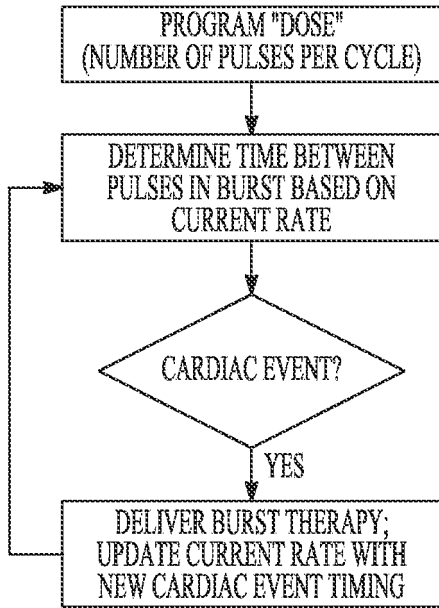 PROGRAM "DOSE"
(NUMBER OF PULSES PER CYCLE)
DETERMINE TIME BETWEEN
PULSES IN BURST BASED ON
CURRENT RATE
CARDIAC EVENT?
YES
DELIVER BURST THERAPY;
UPDATE CURRENT RATE WITH
NEW CARDIAC EVENT TIMING